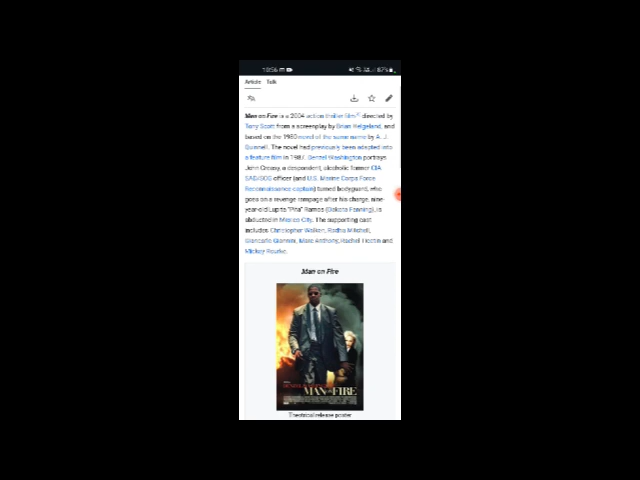 10:56
87%
Article Talk
Man on Fire is a 2004 action thriller film directed by
Tony Scott from a screenplay by Brian Helgeland, and
based on the 1980 novel of the same name by A. J.
Quinnell. The novel had previously been adapted into
a feature film in 1987. Denzel Washington portrays
John Creasy, a despondent, alcoholic former CIA
SAD/SOG officer (and U.S. Marine Corps Force
Reconnaissance captain) turned bodyguard, who
goes on a revenge rampage after his charge, nine-
year-old Lupita "Pita" Ramos (Dakota Fanning), is
abducted in Mexico City. The supporting cast
includes Christopher Walken, Radha Mitchell,
Giancarlo Giannini, Marc Anthony, Rachel Ticotin and
Mickey Rourke.
Man on Fire
MAN ON FIRE
Theatrical release poster